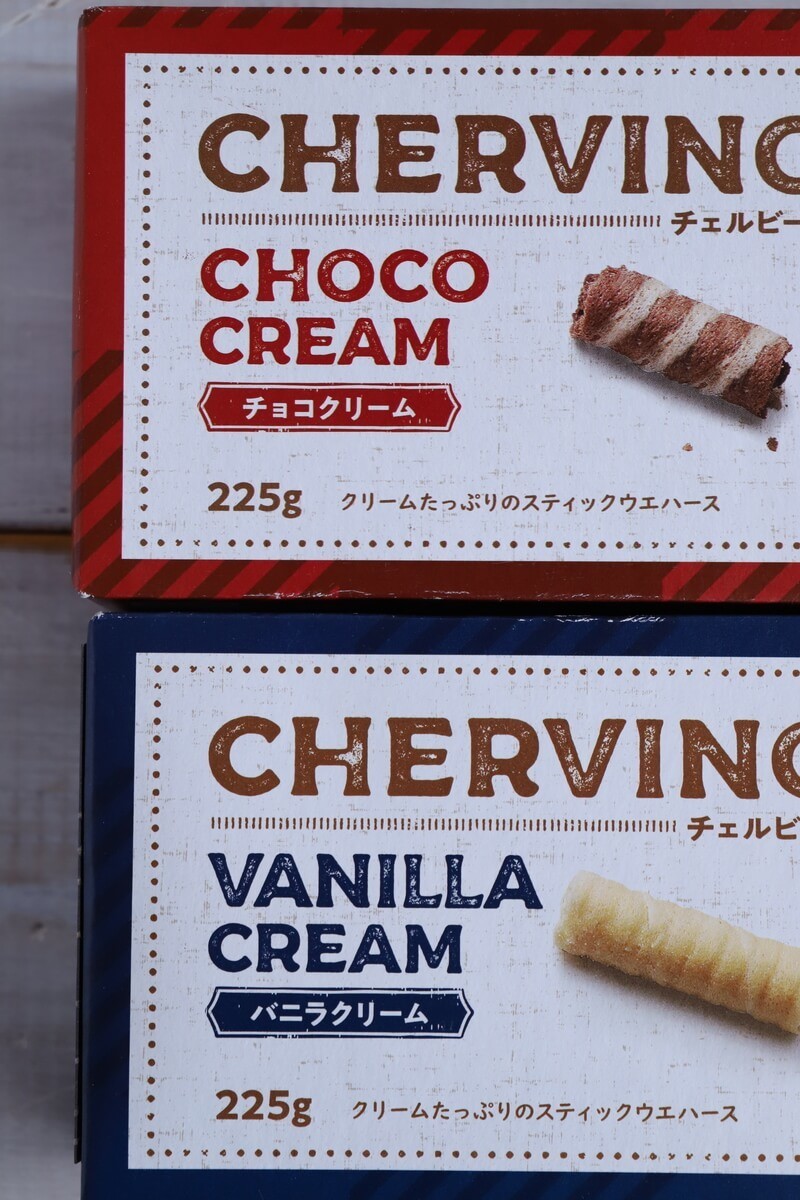 CHERVINO
チェルビー
CHOCO
CREAM
チョコクリーム
225g
クリームたっぷりのスティックウエハース
CHERVINO
チェルビ
VANILLA
CREAM
バニラクリーム
225g
クリームたっぷりのスティックウエハース